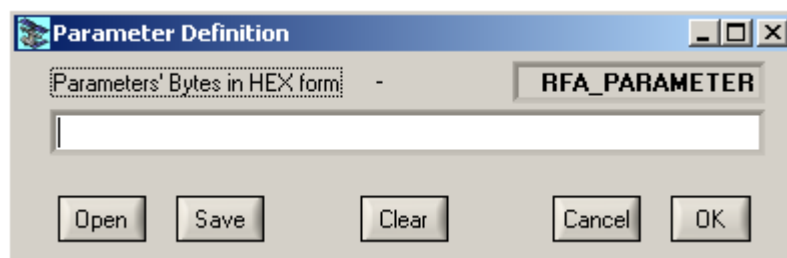 Parameter Definition
Parameters' Bytes in HEX form - RFA_PARAMETER
Open Save Clear Cancel OK